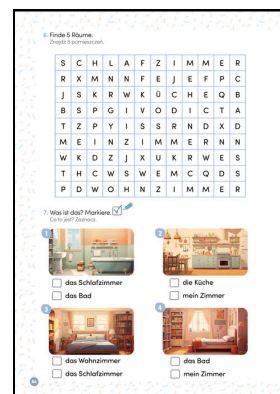 6. Finde 5 Räume.
Znajdź 5 pomieszczeń.
S C H L A F Z I M M E R
R X M N N F E J E F P C
J S K R W K Ü C H E Q B
B S P G I V O D I C T A
T Z P Y I S S R N D X D
M E I N Z I M M E R N N
W K D Z J X U K R W E S
T H C W S W E M C Q D S
P D W O H N Z I M M E R
7. Was ist das? Markiere.
Co to jest? Zaznacz.
1 2
das Schlafzimmer die Küche
das Bad mein Zimmer
3 4
das Wohnzimmer das Bad
das Schlafzimmer mein Zimmer